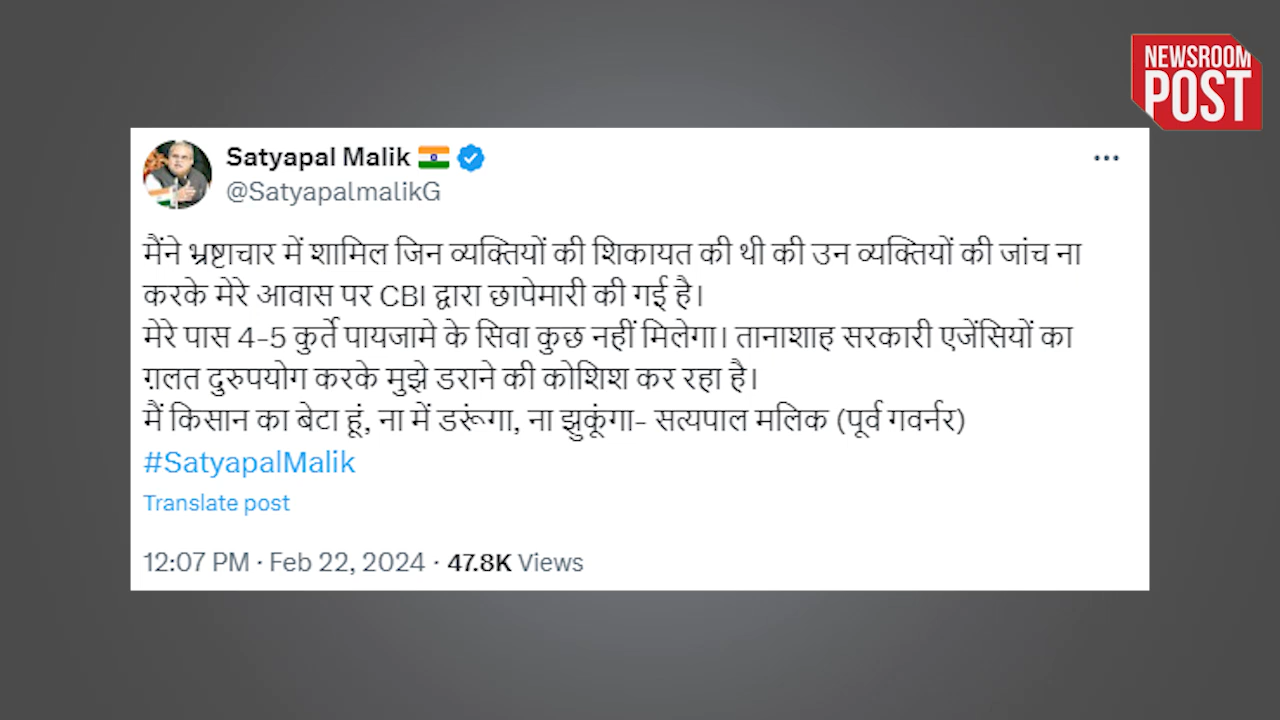 NEWSROOM
POST
Satyapal Malik
@SatyapalmalikG
मैंने भ्रष्टाचार में शामिल जिन व्यक्तियों की शिकायत की थी की उन व्यक्तियों की जांच ना
करके मेरे आवास पर CBI द्वारा छापेमारी की गई है।
मेरे पास 4-5 कुर्ते पायजामे के सिवा कुछ नहीं मिलेगा। तानाशाह सरकारी एजेंसियों का
ग़लत दुरुपयोग करके मुझे डराने की कोशिश कर रहा है।
मैं किसान का बेटा हूं, ना में डरूंगा, ना झुकूंगा- सत्यपाल मलिक (पूर्व गवर्नर)
#SatyapalMalik
Translate post
12:07 PM · Feb 22, 2024 · 47.8K Views